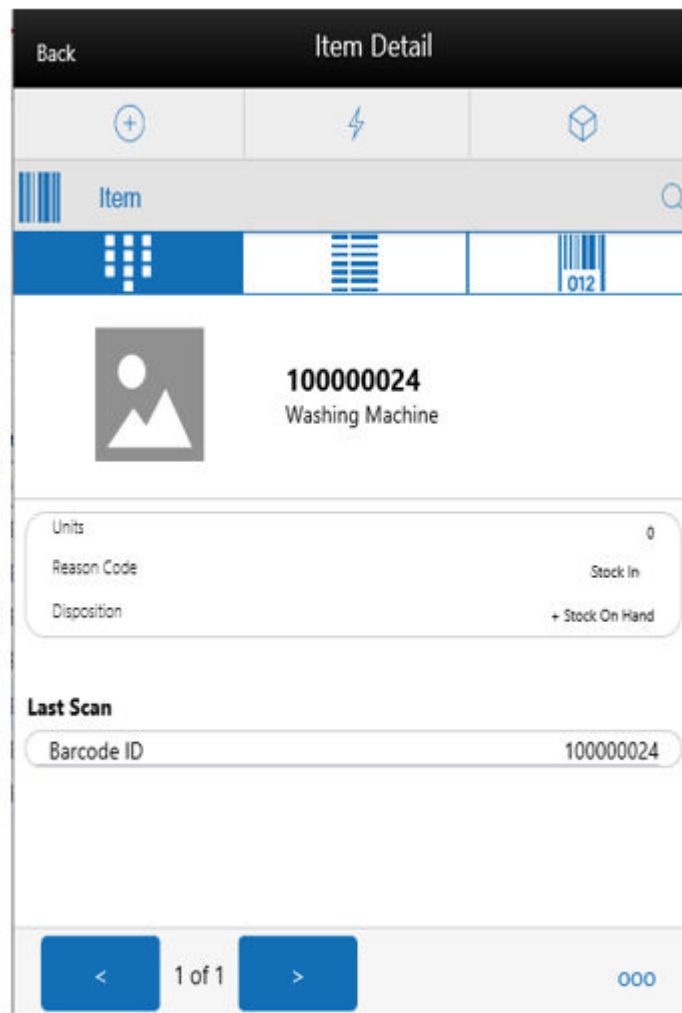 Back Item Detail
Item
012
100000024
Washing Machine
Units 0
Reason Code Stock In
Disposition + Stock On Hand
Last Scan
Barcode ID 100000024
< 1 of 1 > ooo